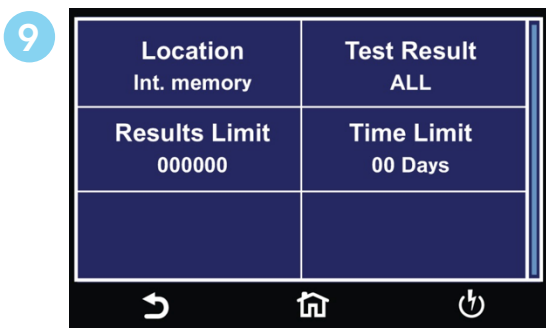 9
Location
Int. memory
Test Result
ALL
Results Limit
000000
Time Limit
00 Days